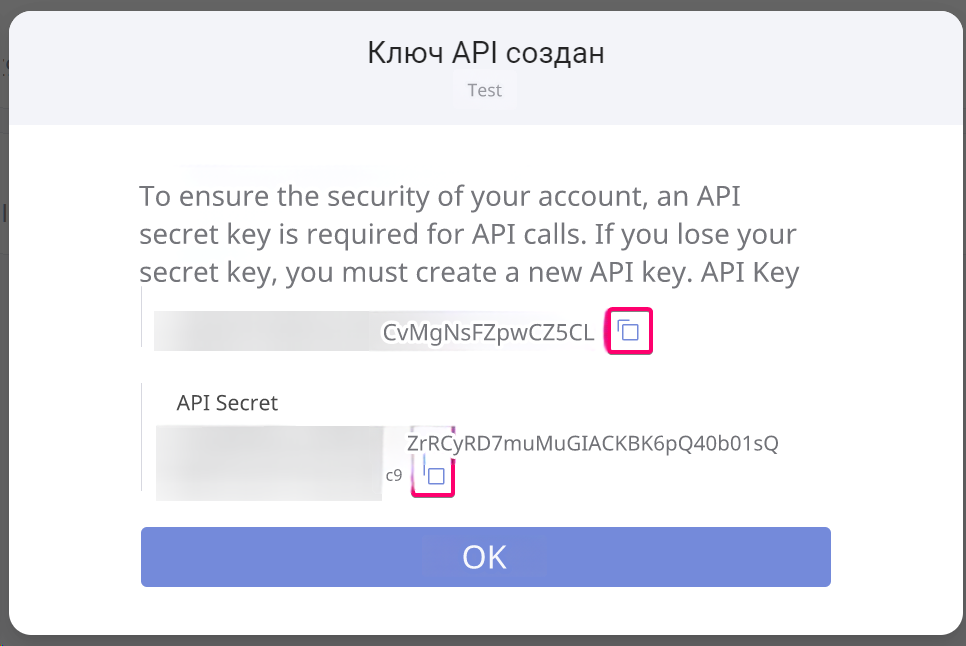 Ключ API создан
Test
To ensure the security of your account, an API
secret key is required for API calls. If you lose your
secret key, you must create a new API key. API Key
CvMgNsFZpwCZ5CL
API Secret
ZrRCyRD7muMuGIACKBK6pQ40b01sQ
c9
OK